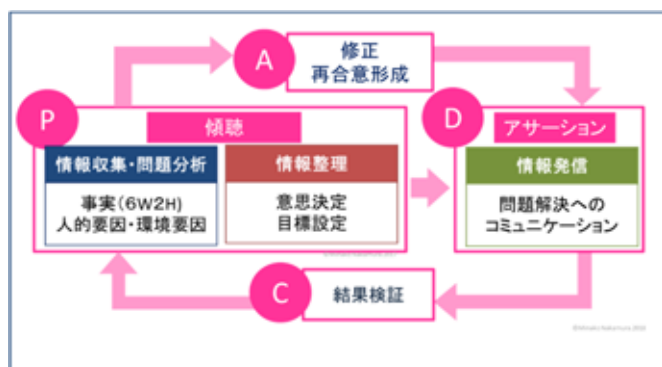 A
修正
再合意形成
P
傾聴
情報収集・問題分析
事実(6W2H)
人的要因・環境要因
情報整理
意思決定
目標設定
D
アサーション
情報発信
問題解決への
コミュニケーション
C
結果検証